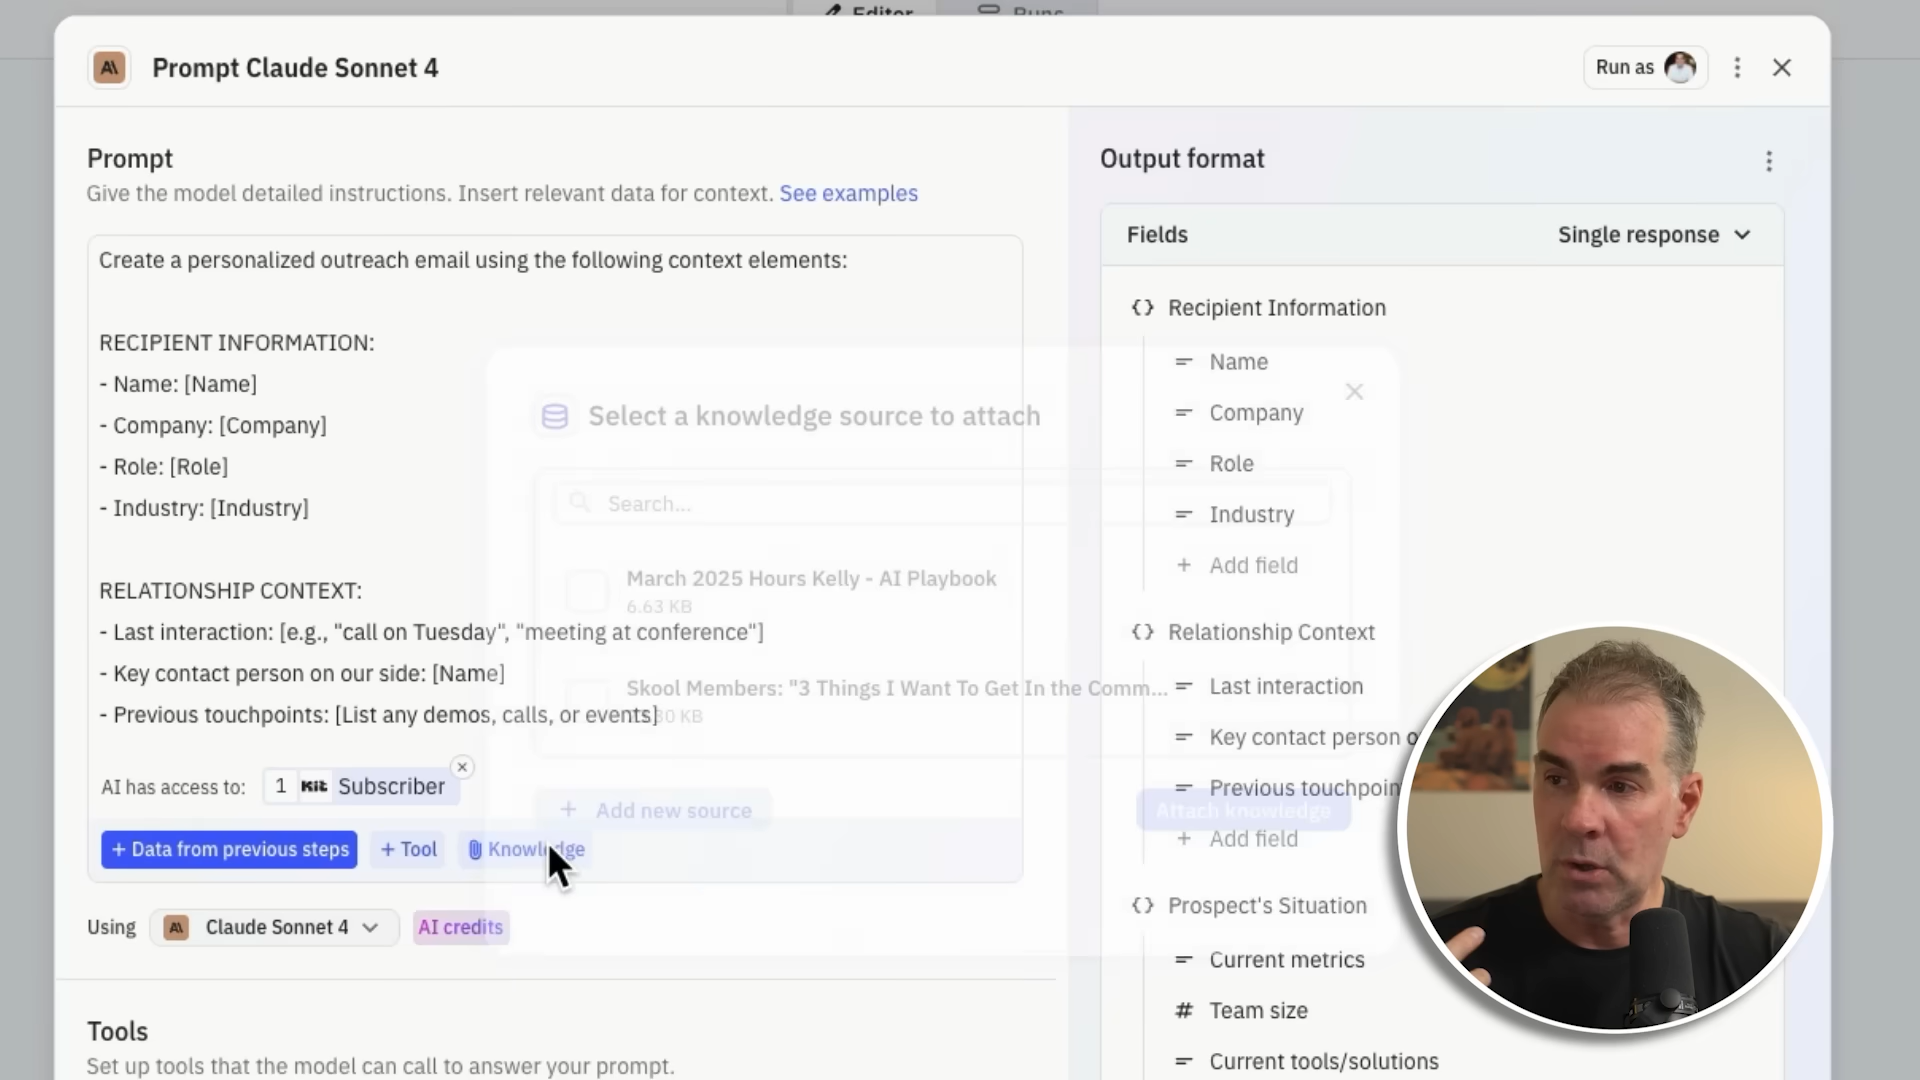 Editor
Runs
Prompt Claude Sonnet 4
Run as
Prompt
Give the model detailed instructions. Insert relevant data for context. See examples
Create a personalized outreach email using the following context elements:
RECIPIENT INFORMATION:
- Name: [Name]
- Company: [Company]
- Role: [Role]
- Industry: [Industry]
RELATIONSHIP CONTEXT:
- Last interaction: [e.g., "call on Tuesday", "meeting at conference"]
- Key contact person on our side: [Name]
- Previous touchpoints: [List any demos, calls, or events]
AI has access to: 1 Kit Subscriber
+ Data from previous steps + Tool Knowledge
Using Claude Sonnet 4 AI credits
Tools
Set up tools that the model can call to answer your prompt.
Select a knowledge source to attach
Search...
March 2025 Hours Kelly - AI Playbook
6.63 KB
Skool Members: "3 Things I Want To Get In the Comm...
KB
+ Add new source
Attach knowledge
Output format
Fields Single response
{} Recipient Information
Name
Company
Role
Industry
+ Add field
{} Relationship Context
Last interaction
Key contact person
Previous
+ Add field
{} Prospect's Situation
Current metrics
# Team size
Current tools/solutions